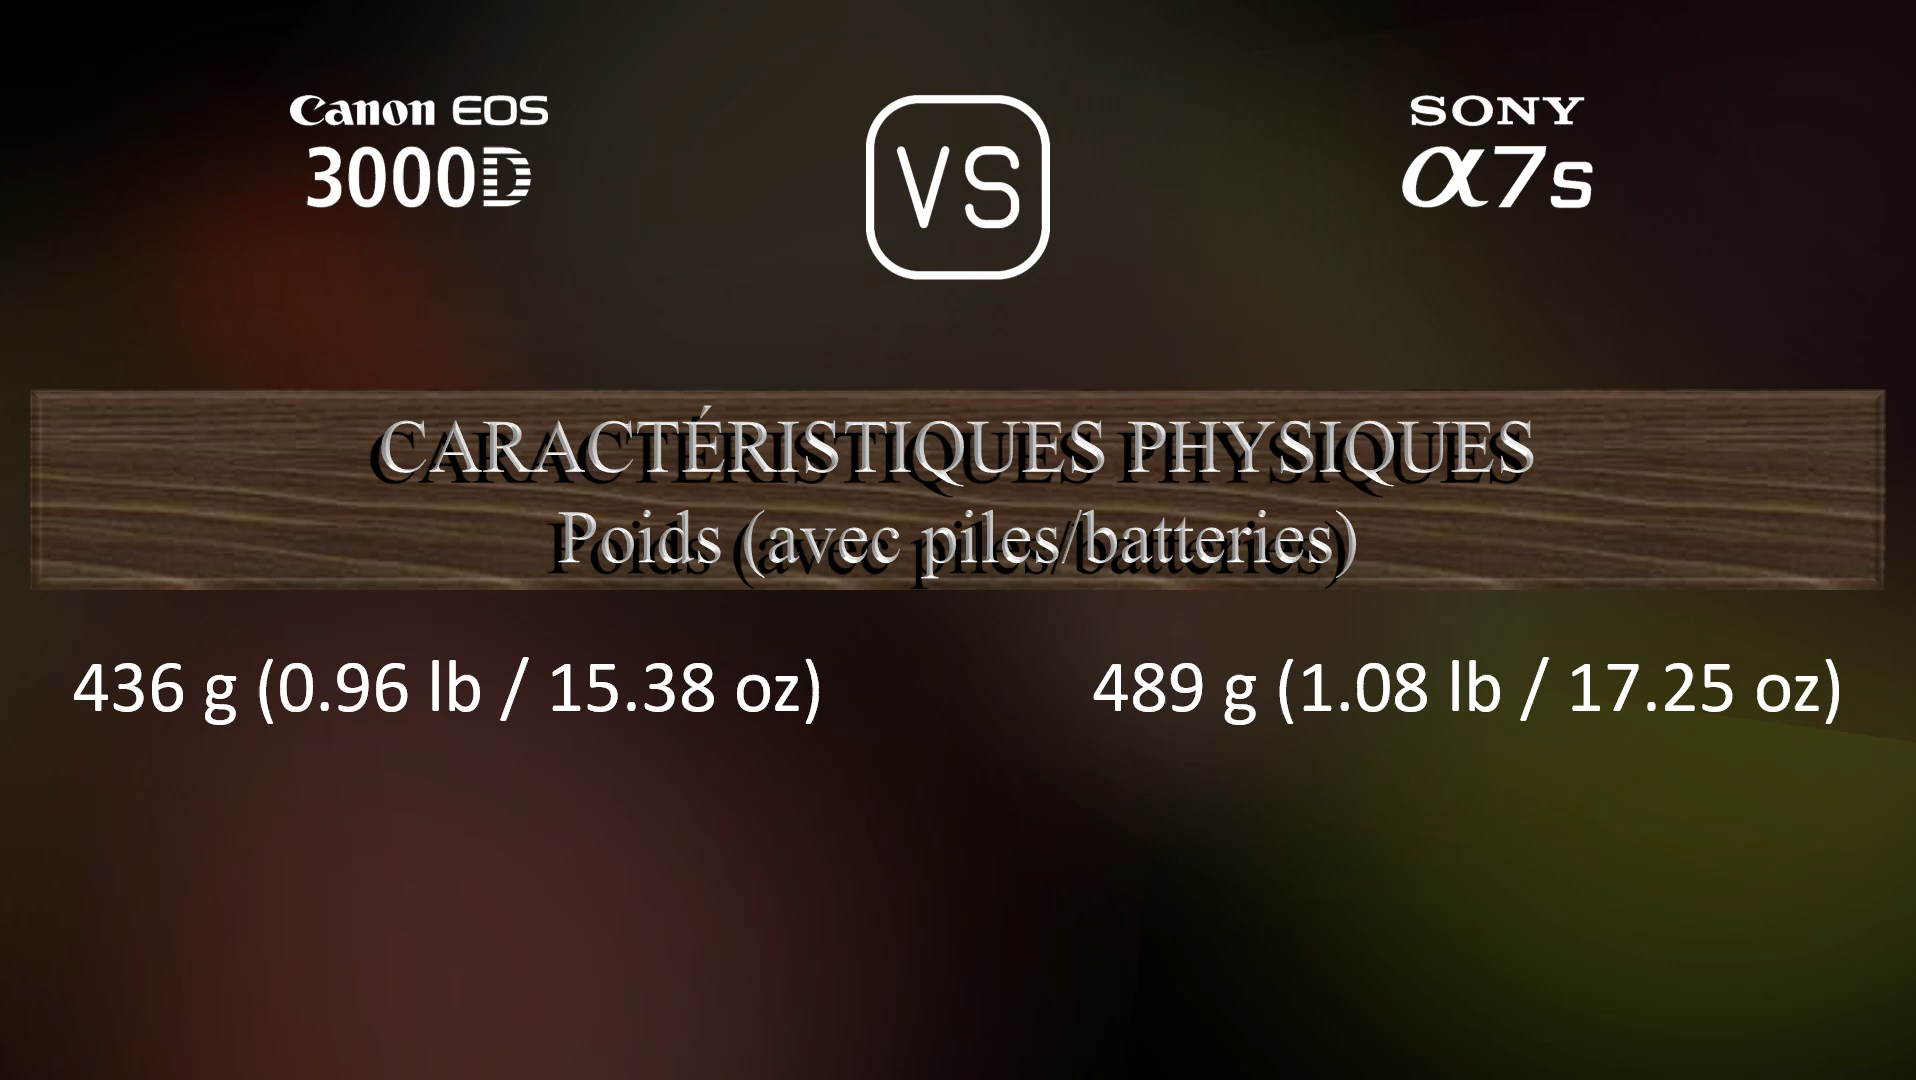 Canon EOS
3000D
VS
SONY
α7s
CARACTÉRISTIQUES PHYSIQUES
Poids (avec piles/batteries)
436 g (0.96 lb / 15.38 oz)
489 g (1.08 lb / 17.25 oz)